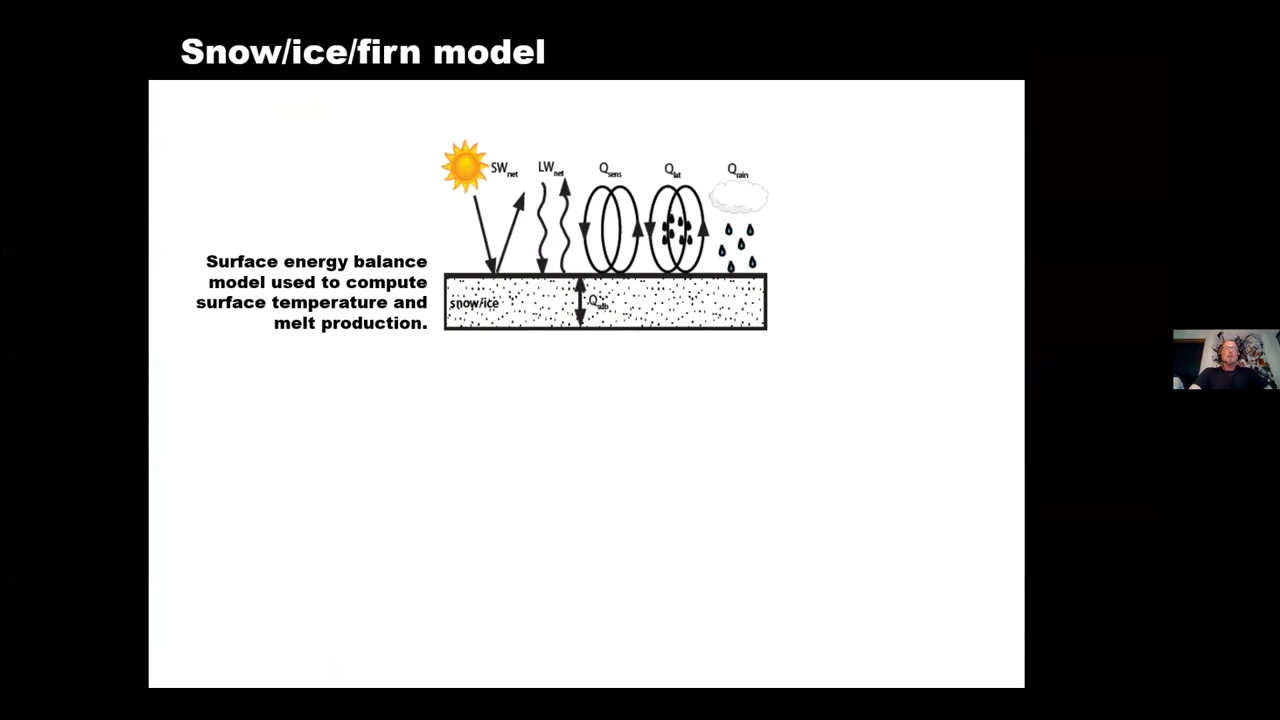 Snow/ice/firn model
SWnet LWnet Qsens Qlat Qrain
Surface energy balance
model used to compute
surface temperature and
melt production.
snow/ice Qsub